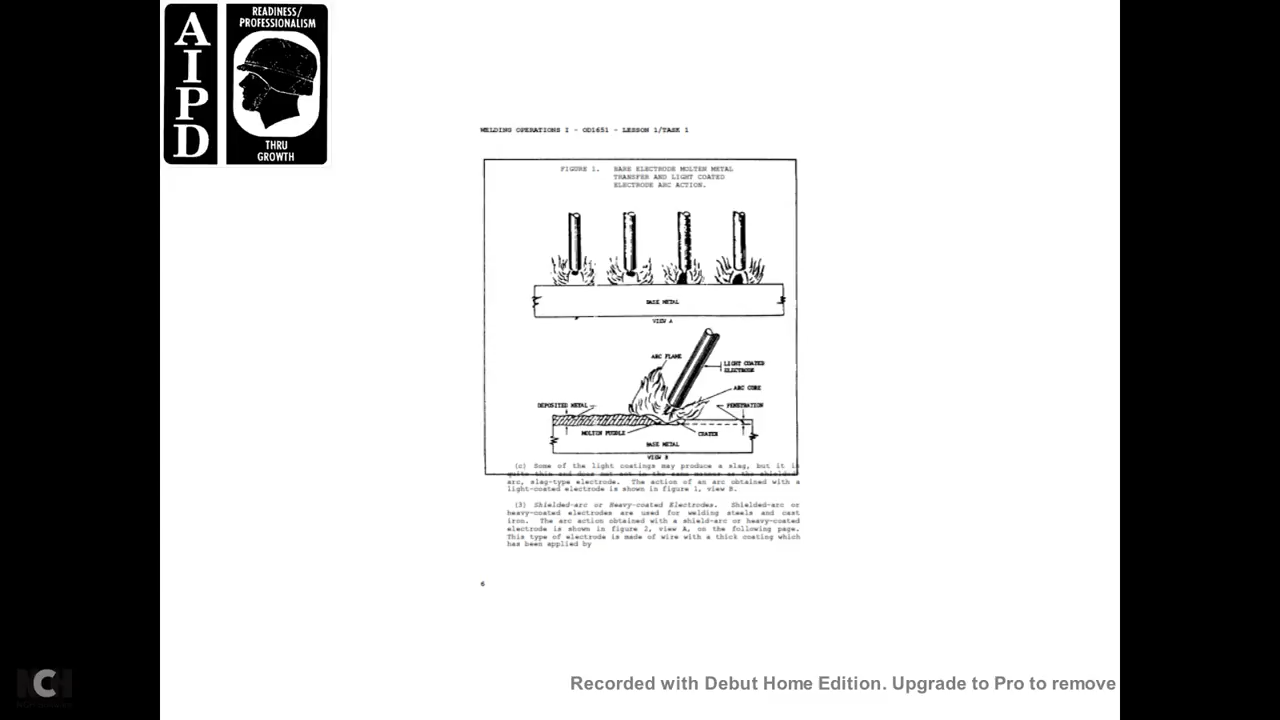 READINESS/
PROFESSIONALISM
AIPD
THRU
GROWTH
WELDING OPERATIONS I - OD1651 - LESSON 1/TASK 1
FIGURE 1. BARE ELECTRODE MOLTEN METAL
TRANSFER AND LIGHT COATED
ELECTRODE ARC ACTION.
BASE METAL
VIEW A
ARC FLAME
LIGHT COATED
ELECTRODE
ARC CORE
DEPOSITED METAL
PENETRATION
MOLTEN PUDDLE
CRATER
BASE METAL
VIEW B
(c) Some of the light coatings may produce a slag, but it is
quite thin and does not act in the same manner as the shielded
arc, slag-type electrode. The action of an arc obtained with a
light-coated electrode is shown in figure 1, view B.
(3) Shielded-arc or Heavy-coated Electrodes. Shielded-arc or
heavy-coated electrodes are used for welding steels and cast
iron. The arc action obtained with a shield-arc or heavy-coated
electrode is shown in figure 2, view A, on the following page.
This type of electrode is made of wire with a thick coating which
has been applied by
6
NCH
Recorded with Debut Home Edition. Upgrade to Pro to remove